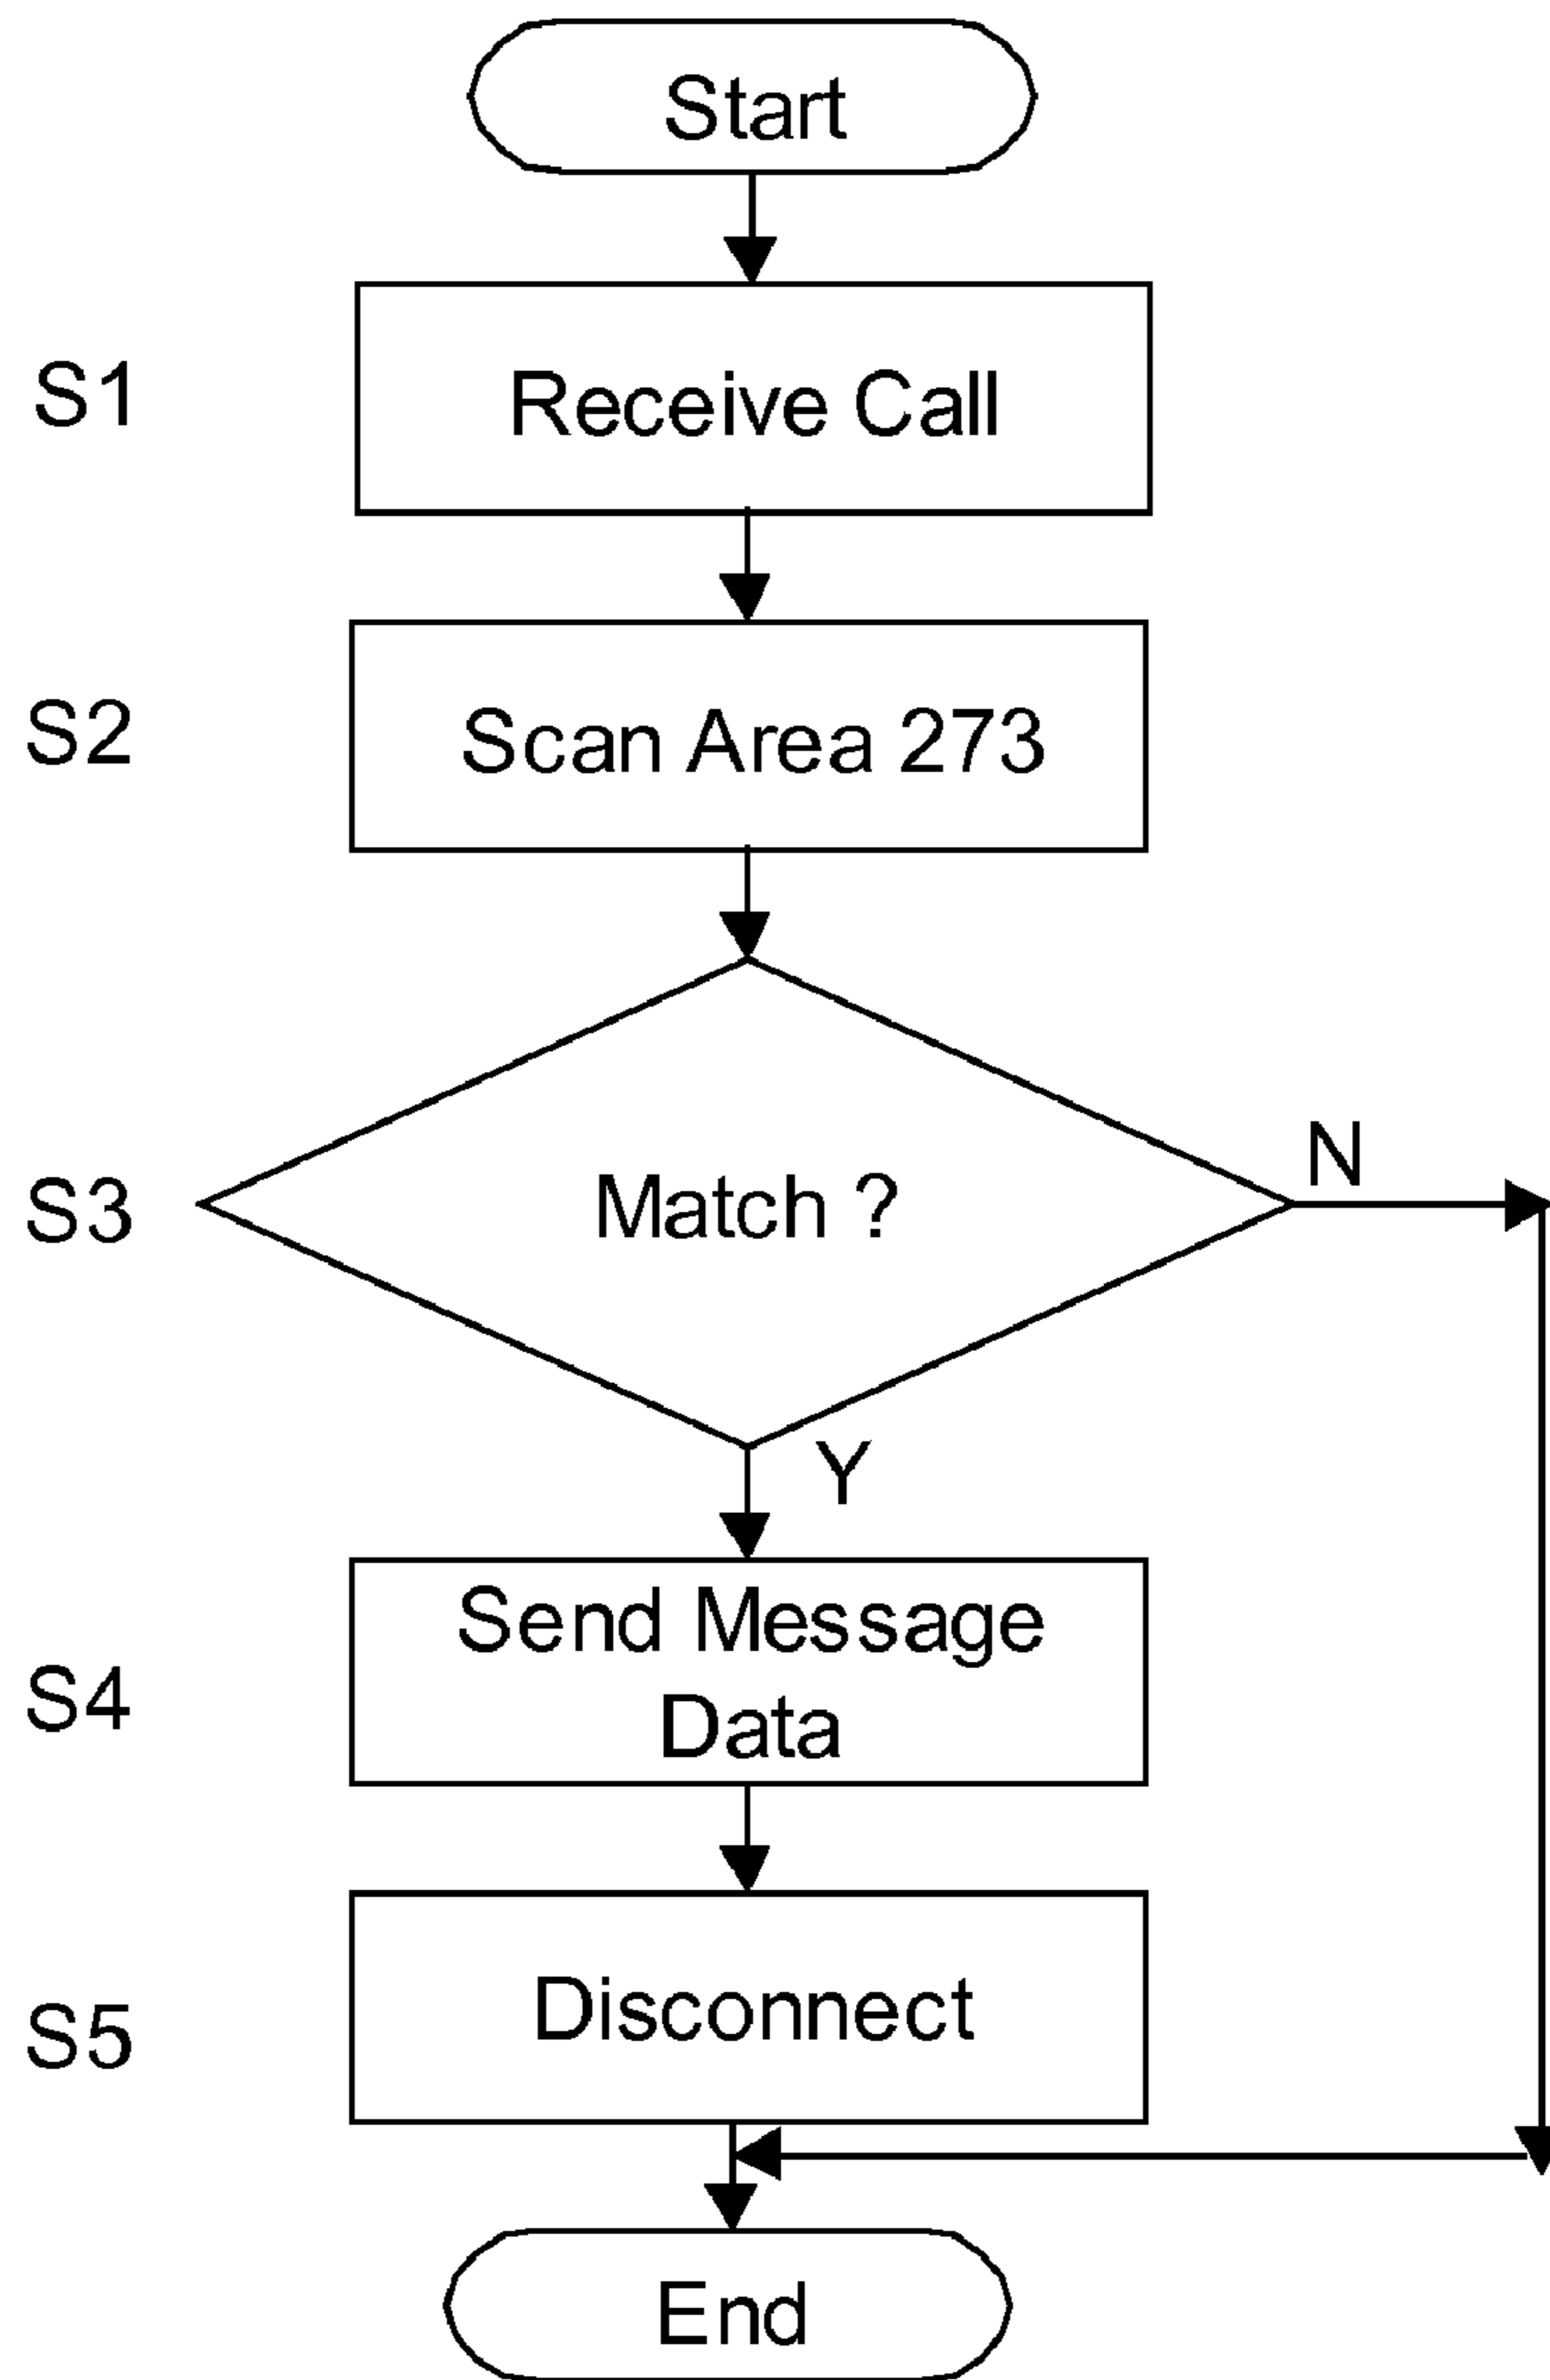 Start
S1
Receive Call
S2
Scan Area 273
S3
Match ?
N
Y
S4
Send Message
Data
S5
Disconnect
End